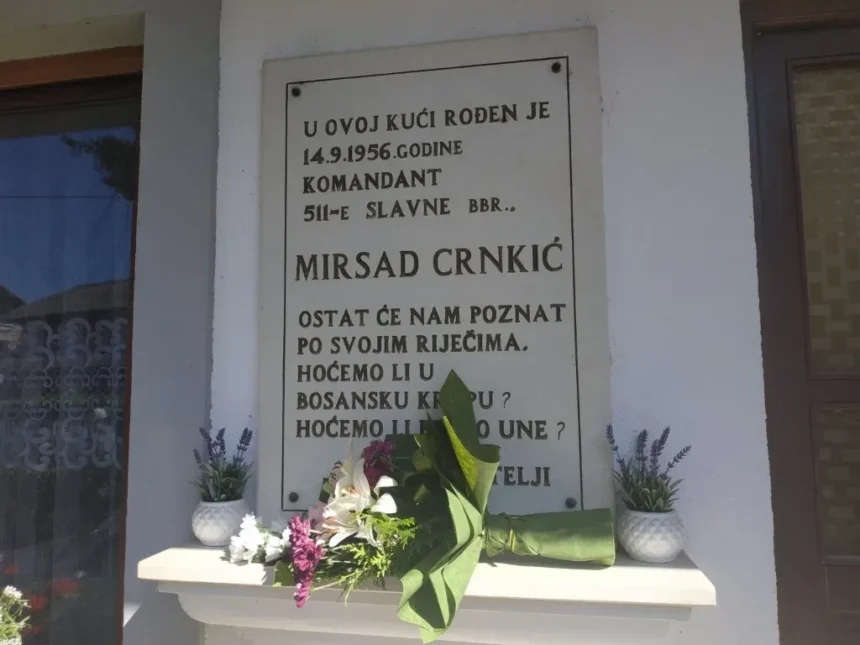 U OVOJ KUĆI ROĐEN JE
14.9.1956.GODINE
KOMANDANT
511-E SLAVNE BBR..
MIRSAD CRNKIĆ
OSTAT ĆE NAM POZNAT
PO SVOJIM RIJEČIMA.
HOĆEMO LI U
BOSANSKU ?
HOĆEMO LI UNE ?